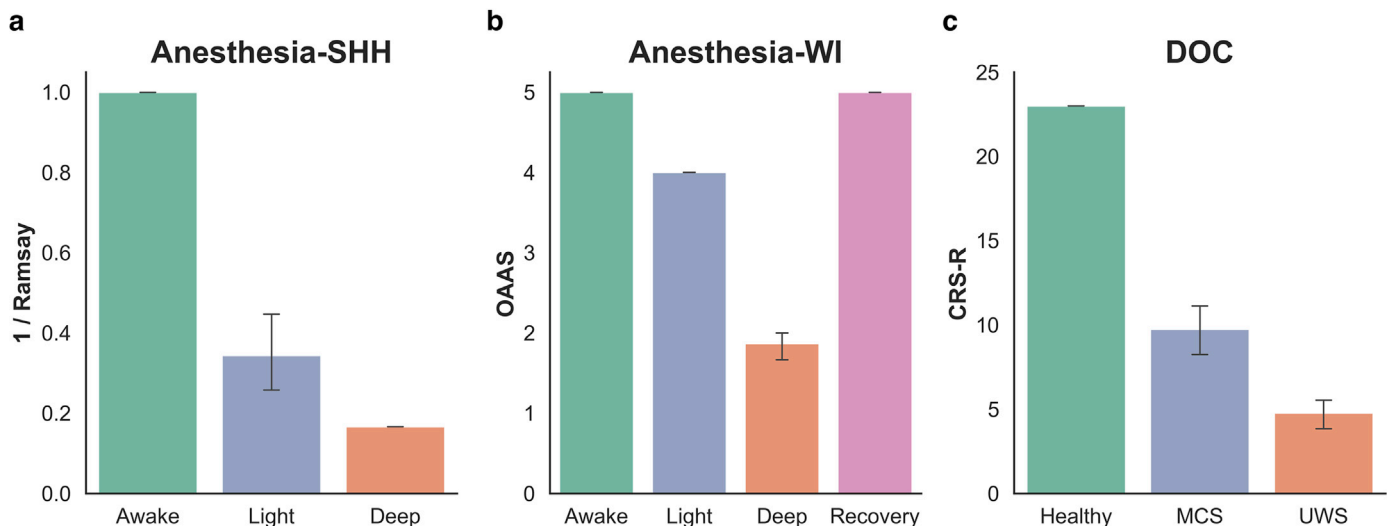 a
Anesthesia-SHH
1 / Ramsay
1.0
0.8
0.6
0.4
0.2
0.0
Awake Light Deep
b
Anesthesia-WI
OAAS
5
4
3
2
1
0
Awake Light Deep Recovery
c
DOC
CRS-R
25
20
15
10
5
0
Healthy MCS UWS